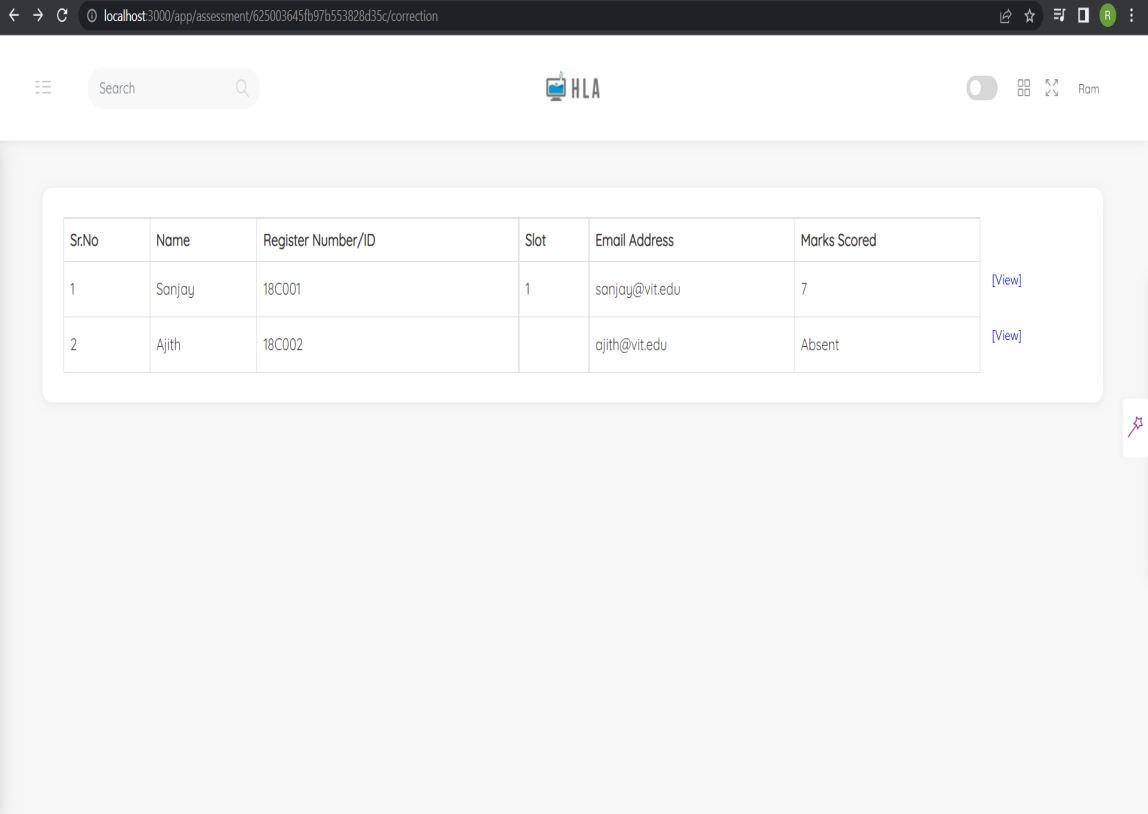 localhost:3000/app/assessment/625003645fb97b553828d35c/correction R
Search HLA Ram
Sr.No Name Register Number/ID Slot Email Address Marks Scored
1 Sanjay 18C001 1 sanjay@vit.edu 7 [View]
2 Ajith 18C002 ajith@vit.edu Absent [View]